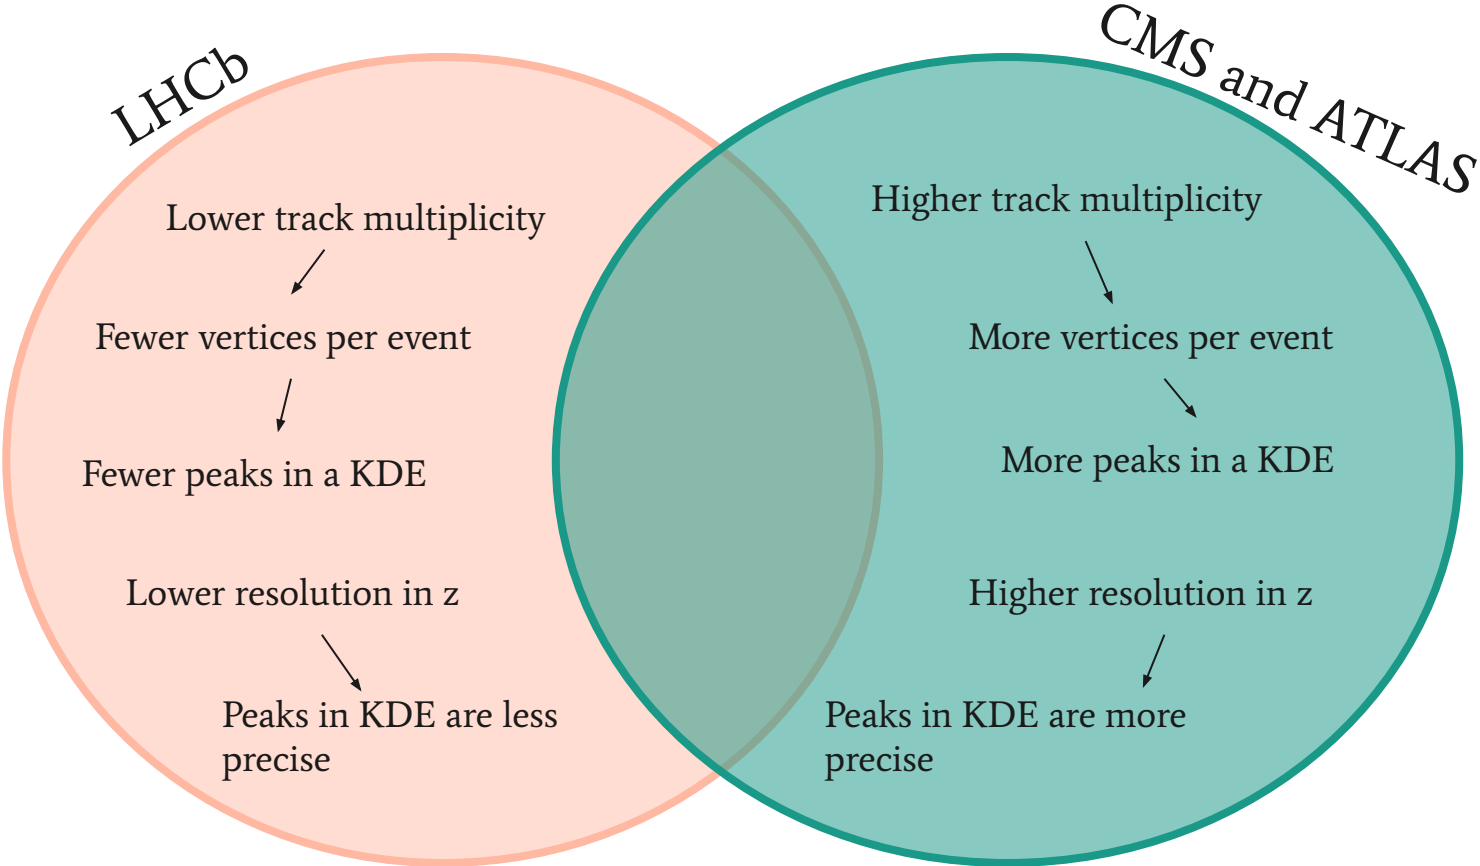 LHCb
Lower track multiplicity
Fewer vertices per event
Fewer peaks in a KDE
Lower resolution in z
Peaks in KDE are less
precise
CMS and ATLAS
Higher track multiplicity
More vertices per event
More peaks in a KDE
Higher resolution in z
Peaks in KDE are more
precise